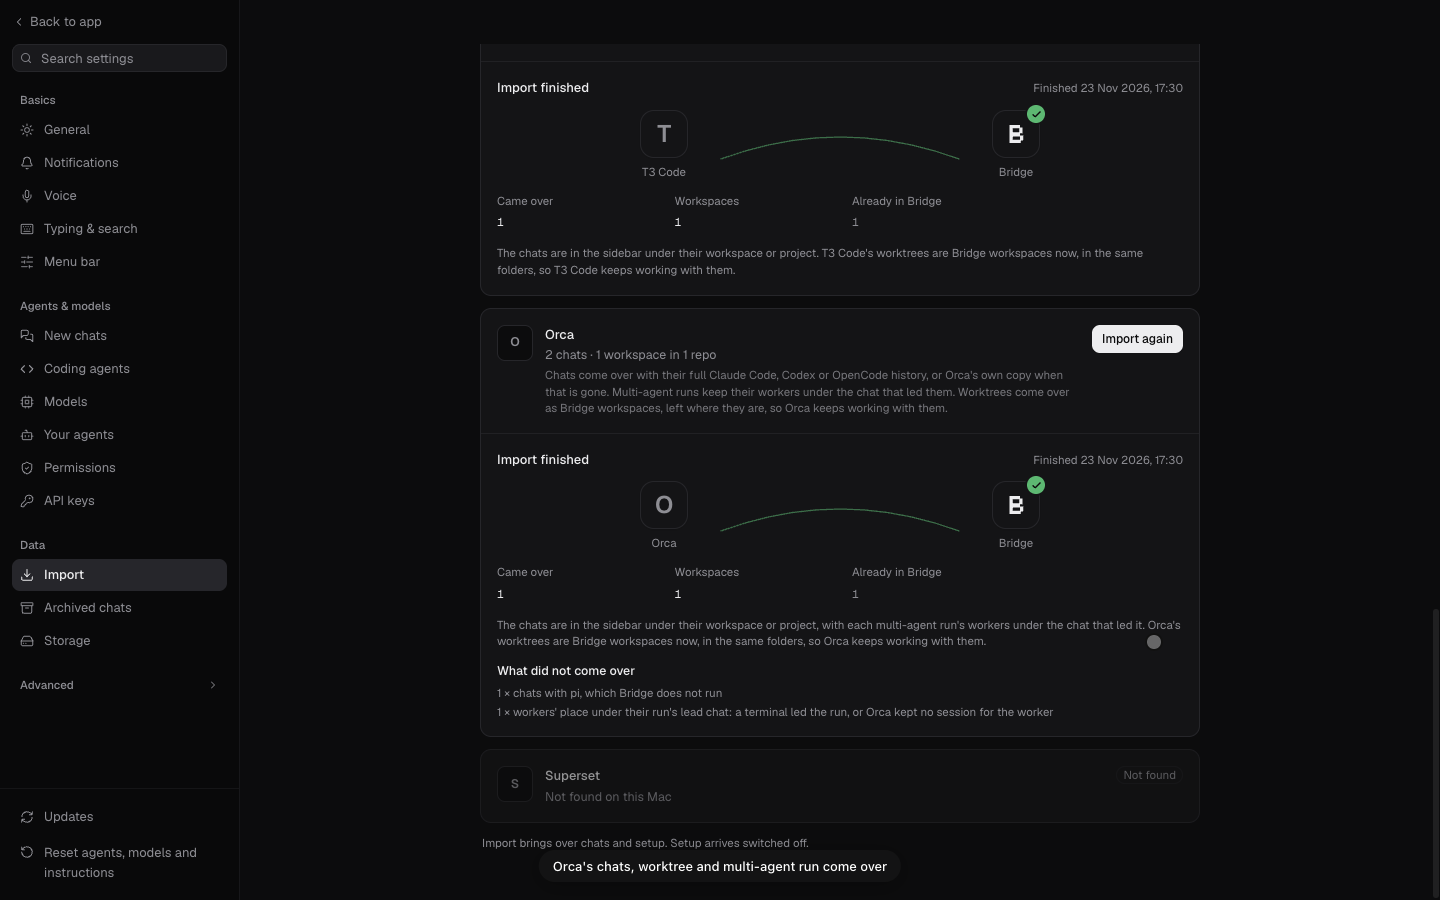 Back to app
Search settings
Basics
General
Notifications
Voice
Typing & search
Menu bar
Agents & models
New chats
Coding agents
Models
Your agents
Permissions
API keys
Data
Import
Archived chats
Storage
Advanced
Updates
Reset agents, models and
instructions
Import finished
Finished 23 Nov 2026, 17:30
T
B
T3 Code
Bridge
Came over
Workspaces
Already in Bridge
1
1
1
The chats are in the sidebar under their workspace or project. T3 Code's worktrees are Bridge workspaces now, in the same
folders, so T3 Code keeps working with them.
O
Orca
2 chats · 1 workspace in 1 repo
Chats come over with their full Claude Code, Codex or OpenCode history, or Orca's own copy when
that is gone. Multi-agent runs keep their workers under the chat that led them. Worktrees come over
as Bridge workspaces, left where they are, so Orca keeps working with them.
Import again
Import finished
Finished 23 Nov 2026, 17:30
O
B
Orca
Bridge
Came over
Workspaces
Already in Bridge
1
1
1
The chats are in the sidebar under their workspace or project, with each multi-agent run's workers under the chat that led it. Orca's
worktrees are Bridge workspaces now, in the same folders, so Orca keeps working with them.
What did not come over
1 × chats with pi, which Bridge does not run
1 × workers' place under their run's lead chat: a terminal led the run, or Orca kept no session for the worker
S
Superset
Not found on this Mac
Not found
Import brings over chats and setup. Setup arrives switched off.
Orca's chats, worktree and multi-agent run come over